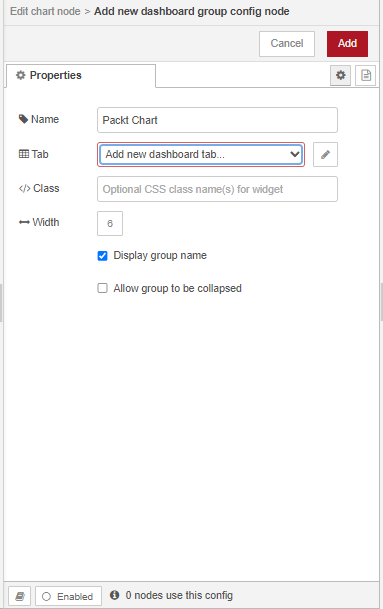 Edit chart node > Add new dashboard group config node
Cancel Add
Properties
Name Packt Chart
Tab Add new dashboard tab...
</> Class Optional CSS class name(s) for widget
Width 6
Display group name
Allow group to be collapsed
Enabled 0 nodes use this config